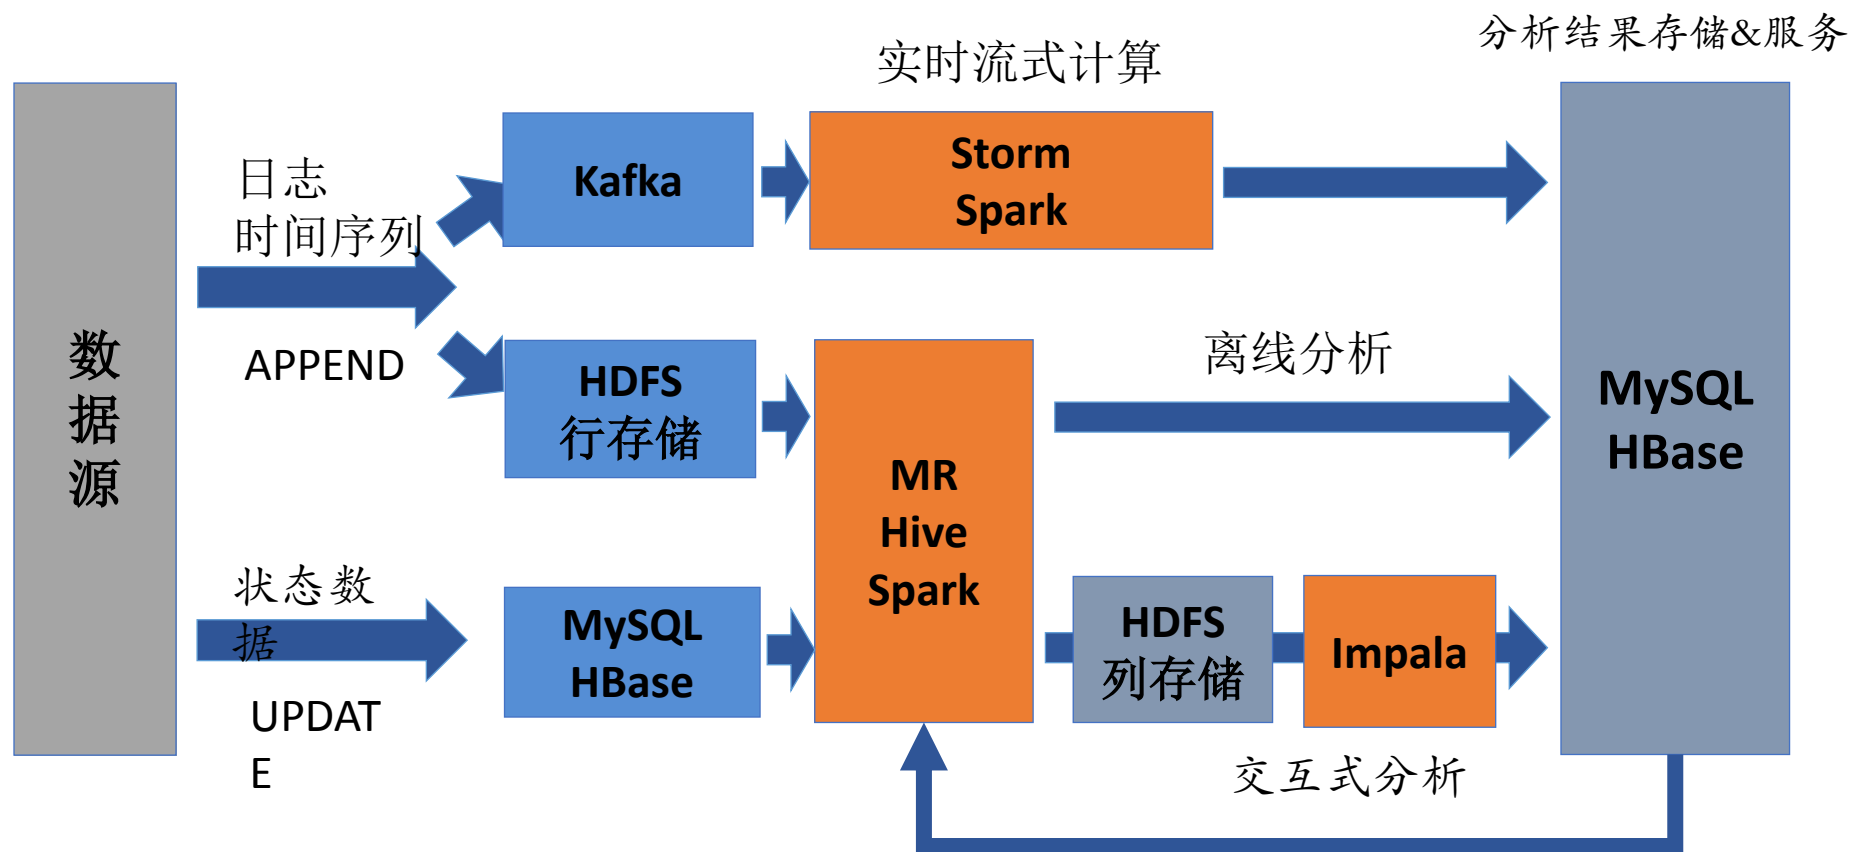 分析结果存储&服务
实时流式计算
数
据
源
日志
时间序列
APPEND
Kafka
Storm
Spark
HDFS
行存储
离线分析
MySQL
HBase
MR
Hive
Spark
状态数
据
UPDAT
E
MySQL
HBase
HDFS
列存储
Impala
交互式分析